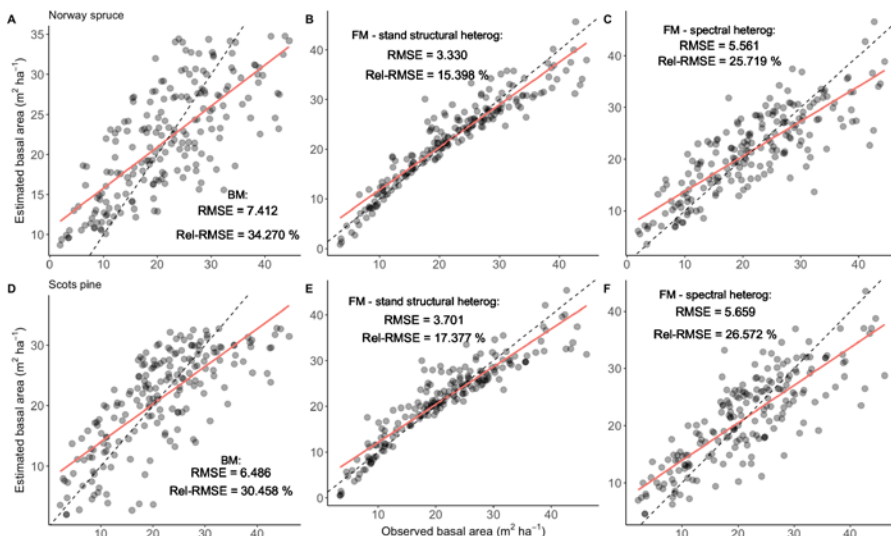 Norway spruce
A
B
C
Estimated basal area (m² ha⁻¹)
35
30
25
20
15
10
0
10
20
30
40
BM:
RMSE = 7.412
Rel-RMSE = 34.270 %
FM - stand structural heterog:
RMSE = 3.330
Rel-RMSE = 15.398 %
40
30
20
10
0
10
20
30
40
FM - spectral heterog:
RMSE = 5.561
Rel-RMSE = 25.719 %
40
30
20
10
0
10
20
30
40
Scots pine
D
E
F
Estimated basal area (m² ha⁻¹)
30
20
10
10
20
30
40
BM:
RMSE = 6.486
Rel-RMSE = 30.458 %
FM - stand structural heterog:
RMSE = 3.701
Rel-RMSE = 17.377 %
40
30
20
10
0
10
20
30
40
FM - spectral heterog:
RMSE = 5.659
Rel-RMSE = 26.572 %
40
30
20
10
10
20
30
40
Observed basal area (m² ha⁻¹)